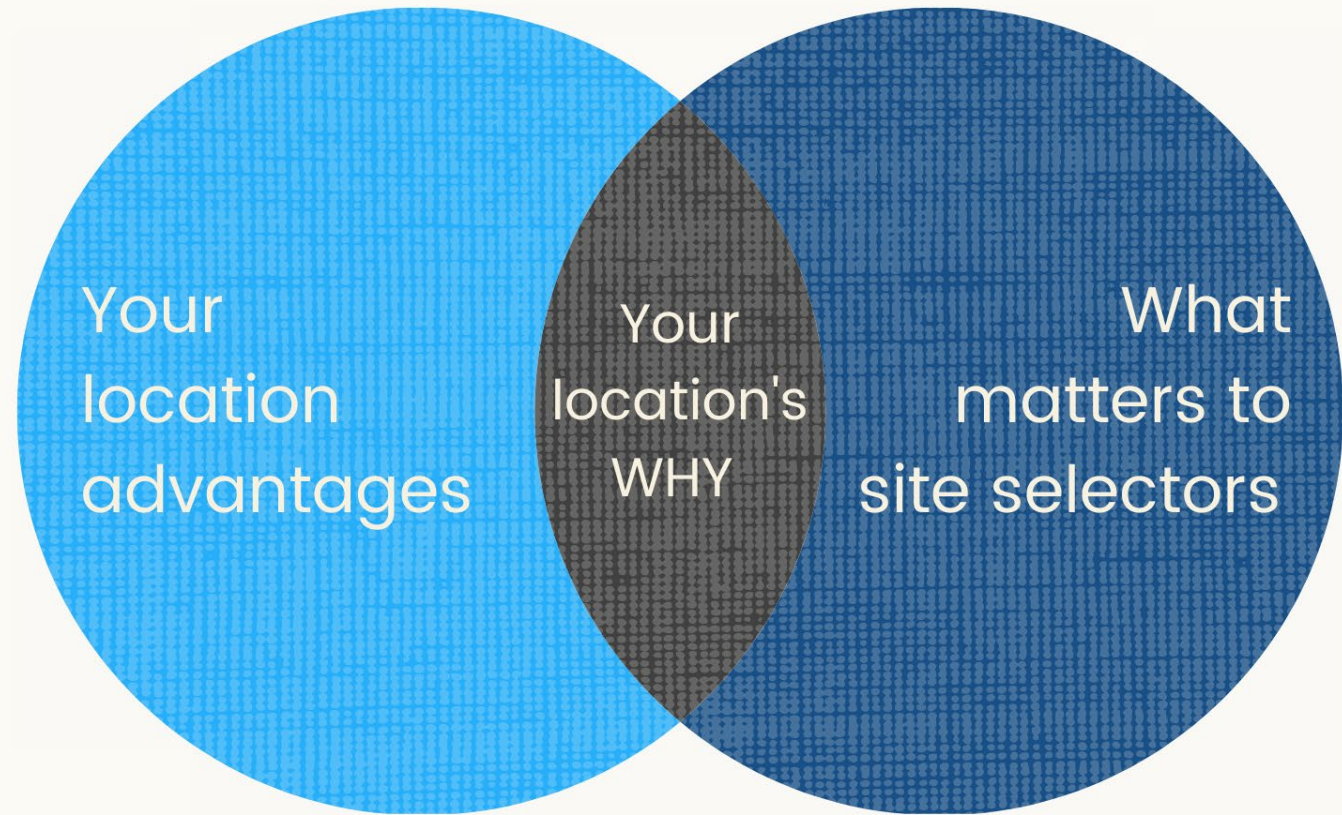 Your
location
advantages
Your
location's
WHY
What
matters to
site selectors